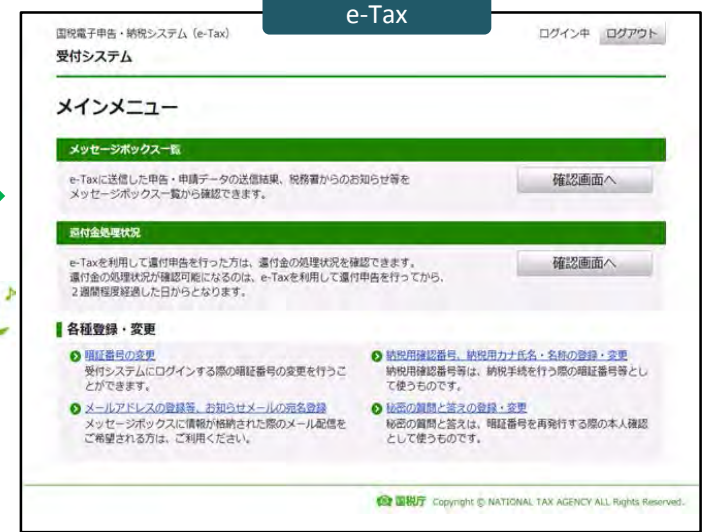 e-Tax
国税電子申告・納税システム（e-Tax）
ログイン中 ログアウト
受付システム
メインメニュー
メッセージボックス一覧
e-Taxに送信した申告・申請データの送信結果、税務署からのお知らせ等を
メッセージボックス一覧から確認できます。
確認画面へ
還付金処理状況
e-Taxを利用して還付申告を行った方は、還付金の処理状況を確認できます。
還付金の処理状況が確認可能になるのは、e-Taxを利用して還付申告を行ってから、
２週間程度経過した日からとなります。
確認画面へ
各種登録・変更
暗証番号の変更
受付システムにログインする際の暗証番号の変更を行うこ
とができます。
納税用確認番号、納税用カナ氏名・名称の登録・変更
納税用確認番号等は、納税手続を行う際の暗証番号等とし
て使うものです。
メールアドレスの登録等、お知らせメールの宛名登録
メッセージボックスに情報が格納された際のメール配信を
ご希望される方は、ご利用ください。
秘密の質問と答えの登録・変更
秘密の質問と答えは、暗証番号を再発行する際の本人確認
として使うものです。
国税庁 Copyright © NATIONAL TAX AGENCY ALL Rights Reserved.